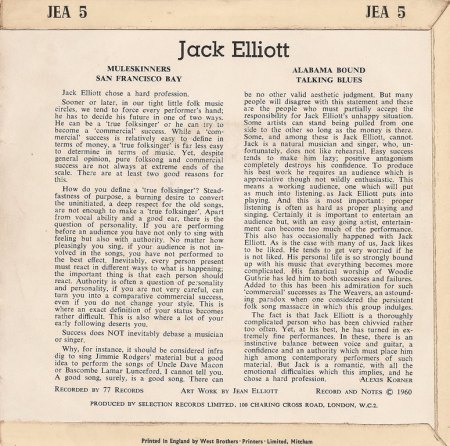 JEA 5
JEA 5
Jack Elliott
MULESKINNERS
SAN FRANCISCO BAY
ALABAMA BOUND
TALKING BLUES
Jack Elliott chose a hard profession.
Sooner or later, in our tight little folk music
circles, we tend to force every performer's hand;
he has to decide his future in one of two ways.
He can be a 'true folksinger' or he can try to
become a 'commercial' success. While a 'com-
mercial' success is relatively easy to define in
terms of money, a 'true folksinger' is far less easy
to determine in terms of music. Yet, despite
general opinion, pure folksong and commercial
success are not always at extreme ends of the
scale. There are at least two good reasons for
this.
How do you define a 'true folksinger'? Stead-
fastness of purpose, a burning desire to convert
the uninitiated, a deep respect for the old songs,
are not enough to make a 'true folksinger'. Apart
from vocal ability and a good ear, there is the
question of personality. If you are performing
before an audience you have not only to sing with
feeling but also with authority. No matter how
pleasingly you sing, if your audience is not in-
volved in the songs, you have not performed to
the best effect. Inevitably, every person present
must react in different ways to what is happening;
the important thing is that each person should
react. Authority is often a question of personality
and personality, if you are not very careful, can
turn you into a comparative commercial success,
even if you do not change your style. This is
where an exact definition of your status becomes
rather difficult. This is also where a lot of your
early following deserts you.
Success does NOT inevitably debase a musician
or singer.
Why, for instance, it should be considered infra
dig to sing Jimmie Rodgers' material but a good
idea to perform the songs of Uncle Dave Macon
or Bascombe Lamar Lunceford, I cannot tell you.
A good song, surely, is a good song. There can
be no other valid aesthetic judgment. But many
people will disagree with this statement and these
are the people who must partially accept the
responsibility for Jack Elliott's unhappy situation.
Some artists can stand being pulled from one
side to the other so long as the money is there.
Some, and among these is Jack Elliott, cannot.
Jack is a natural musician and singer, who, un-
fortunately, does not like rehearsal. Easy success
tends to make him lazy; positive antagonism
completely destroys his confidence. To produce
his best work he requires an audience which is
appreciative though not wildly enthusiastic. This
means a working audience, one which will put
as much into listening, as Jack Elliott puts into
playing. And this is most important: proper
listening is often as hard as proper playing and
singing. Certainly it is important to entertain an
audience but, with an easy going artist, entertain-
ment can become too much of the performance.
This also has occasionally happened with Jack
Elliott. As is the case with many of us, Jack likes
to be liked. He tends to get very worried if he
is not liked. His personal life is so strongly bound
up with his music that everything becomes more
complicated. His fanatical worship of Woodie
Guthrie has led him to both successes and failures.
Added to this has been his admiration for such
'commercial' successes as The Weavers, an astound-
ing paradox when one considered the persistent
folk song massacre in which this group indulges.
The fact is that Jack Elliott is a thoroughly
complicated person who has been chivvied rather
too often. Yet, at his best, he has turned in ex-
tremely fine performances. In these, there is an
instinctive balance between voice and guitar, a
confidence and an authority which must place him
high among contemporary performers of such
material. But Jack is a romantic, with all the
emotional difficulties which this implies, and he
chose a hard profession. ALEXIS KORNER
RECORDED BY 77 RECORDS ART WORK BY JEAN ELLIOTT RECORD AND NOTES © 1960
PRODUCED BY SELECTION RECORDS LIMITED, 100 CHARING CROSS ROAD, LONDON, W.C.2.
Printed in England by West Brothers · Printers · Limited, Mitcham